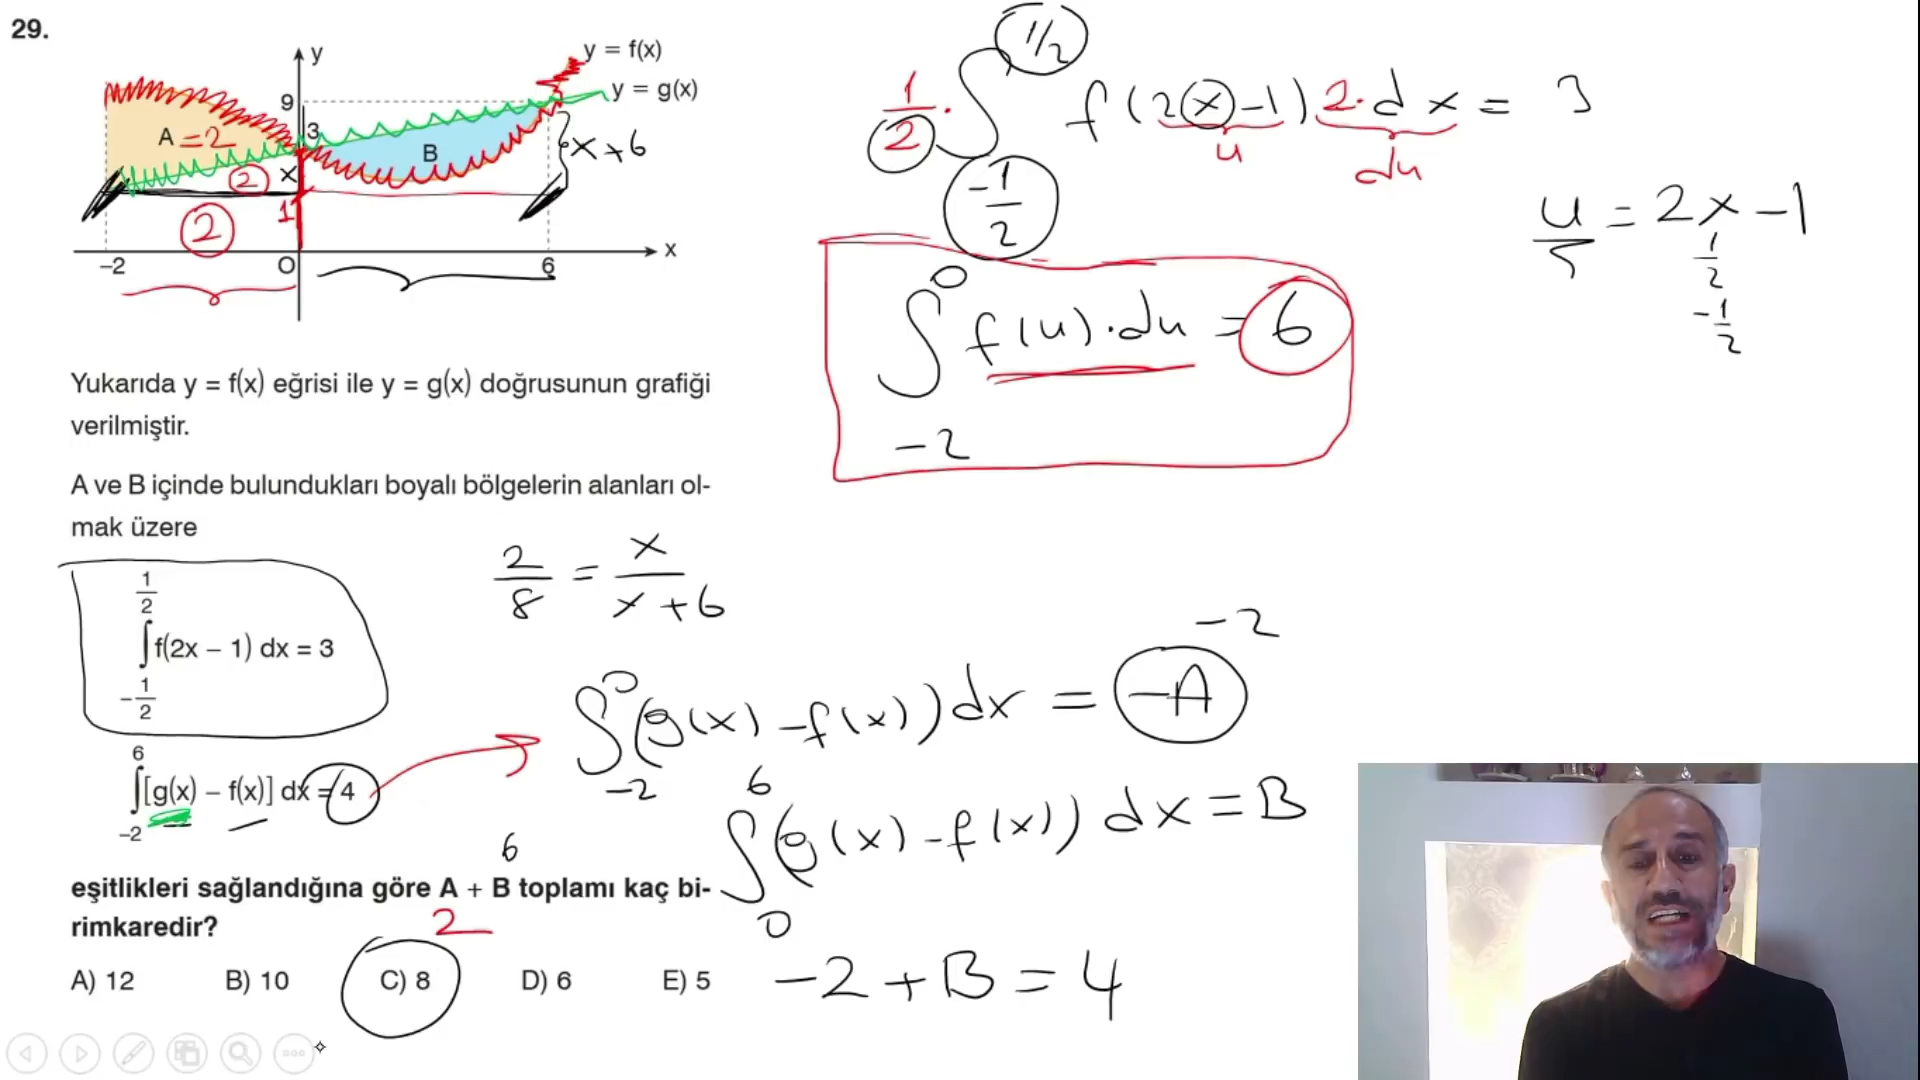 29.
y
y = f(x)
y = g(x)
9
3
A = 2
B
x
x + 6
2
1
2
-2
O
6
x
Yukarıda y = f(x) eğrisi ile y = g(x) doğrusunun grafiği
verilmiştir.
A ve B içinde bulundukları boyalı bölgelerin alanları ol-
mak üzere
1/2
∫ f(2x – 1) dx = 3
-1/2
6
∫ [g(x) – f(x)] dx = 4
-2
6
eşitlikleri sağlandığına göre A + B toplamı kaç bi-
rimkaredir?
2
A) 12 B) 10 C) 8 D) 6 E) 5
1/2
1/2 · ∫ f(2x-1) 2·dx = 3
-1/2
u
du
u = 2x-1
1/2
-1/2
0
∫ f(u)·du = 6
-2
2/8 = x/x+6
-2
0
∫ (g(x) - f(x)) dx = -A
-2
6
∫ (g(x) - f(x)) dx = B
0
-2 + B = 4